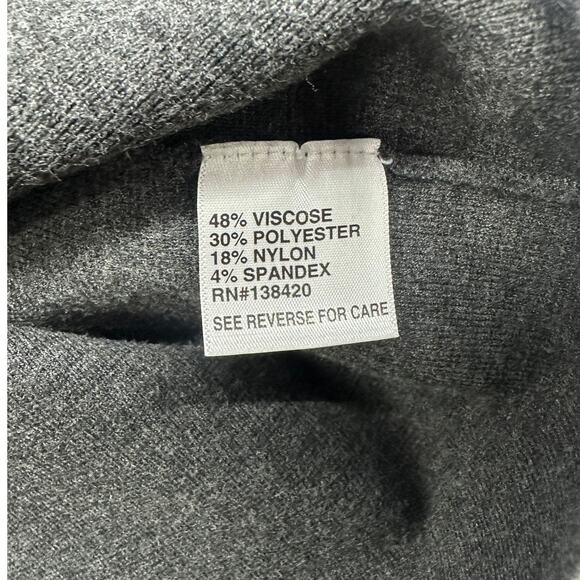 48% VISCOSE
30% POLYESTER
18% NYLON
4% SPANDEX
RN#138420
SEE REVERSE FOR CARE